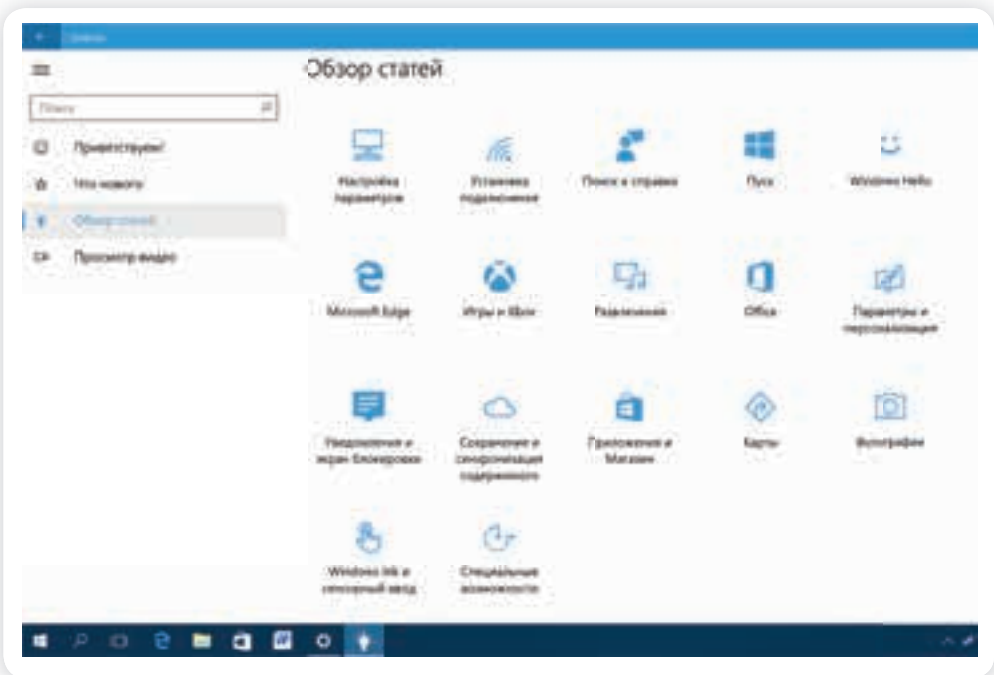 Советы
Обзор статей
Поиск
Приветствуем!
Что нового
Обзор статей
Просмотр видео
Настройка
параметров
Установка
подключения
Поиск и справка
Пуск
Windows Hello
Microsoft Edge
Игры и Xbox
Развлечения
Office
Параметры и
персонализация
Уведомления и
экран блокировки
Сохранение и
синхронизация
содержимого
Приложения и
Магазин
Карты
Фотографии
Windows Ink и
сенсорный ввод
Специальные
возможности